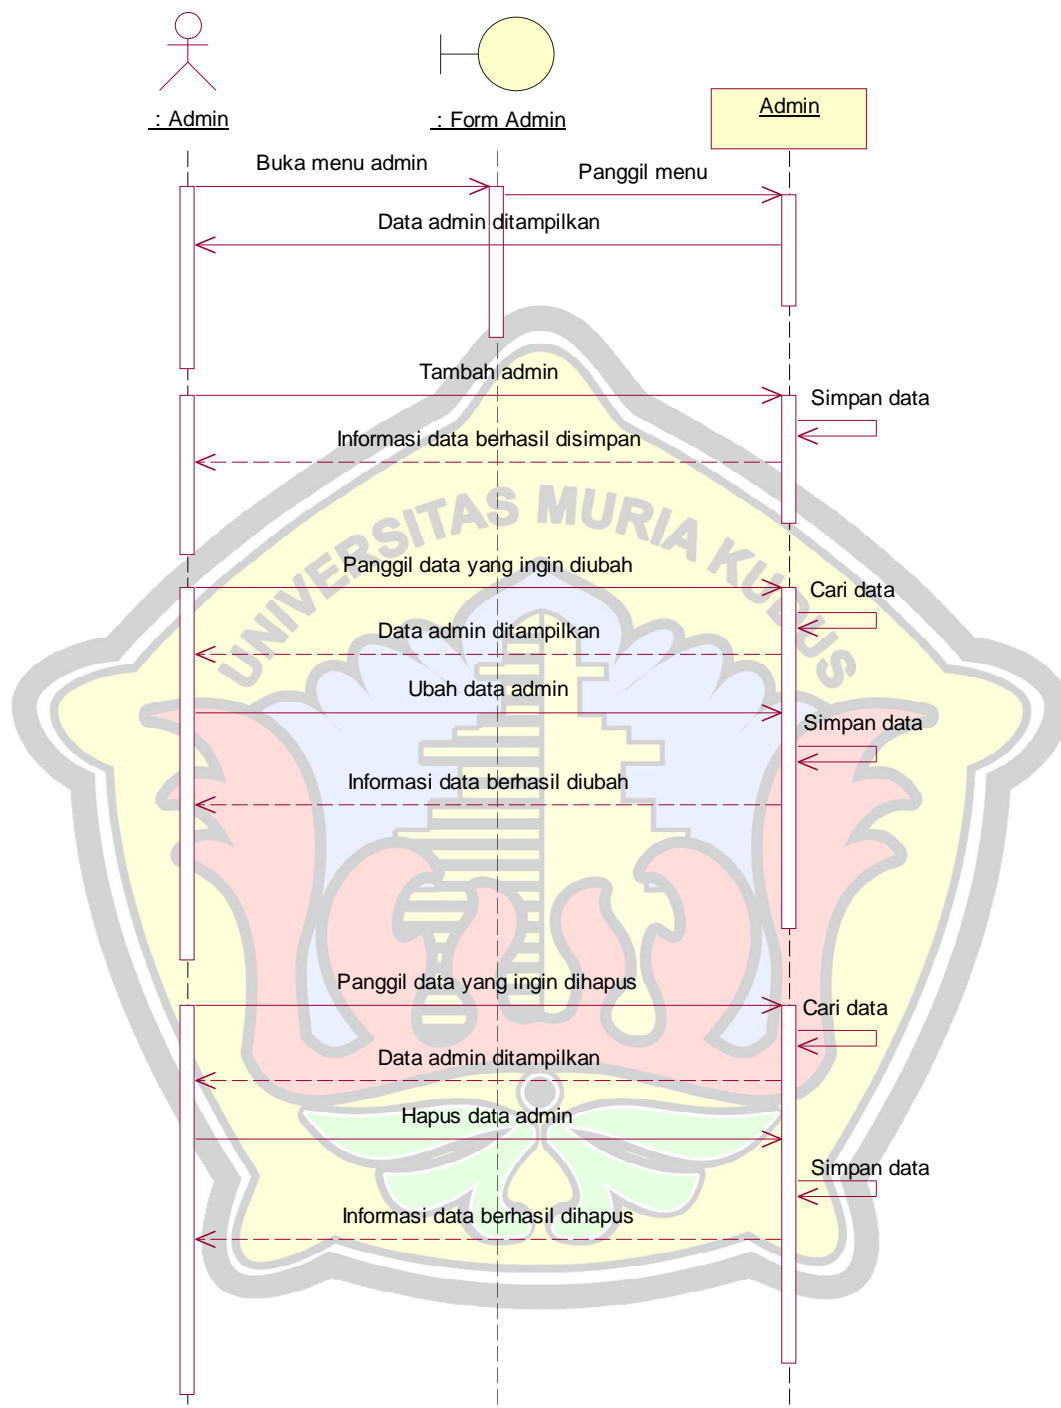 : Admin
: Form Admin
Admin
Buka menu admin
Panggil menu
Data admin ditampilkan
Tambah admin
Simpan data
Informasi data berhasil disimpan
UNIVERSITAS MURIA KUDUS
Panggil data yang ingin diubah
Cari data
Data admin ditampilkan
Ubah data admin
Simpan data
Informasi data berhasil diubah
Panggil data yang ingin dihapus
Cari data
Data admin ditampilkan
Hapus data admin
Simpan data
Informasi data berhasil dihapus